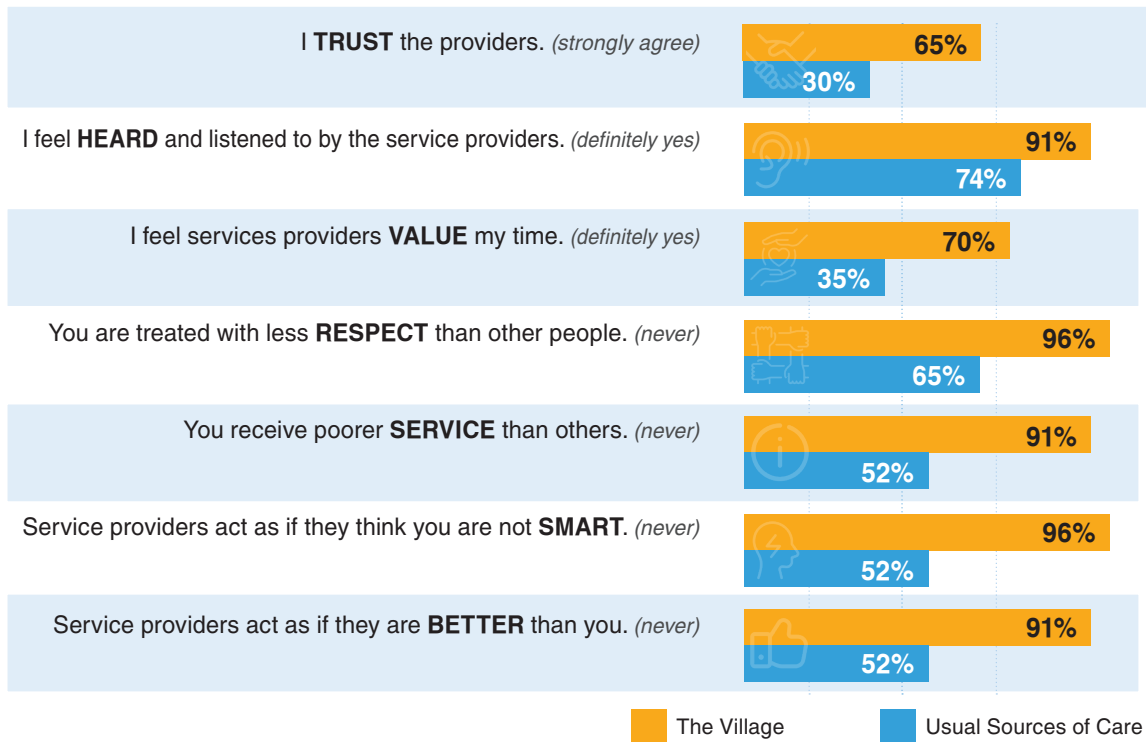 I TRUST the providers. (strongly agree)
65%
30%
I feel HEARD and listened to by the service providers. (definitely yes)
91%
74%
I feel services providers VALUE my time. (definitely yes)
70%
35%
You are treated with less RESPECT than other people. (never)
96%
65%
You receive poorer SERVICE than others. (never)
91%
52%
Service providers act as if they think you are not SMART. (never)
96%
52%
Service providers act as if they are BETTER than you. (never)
91%
52%
The Village
Usual Sources of Care